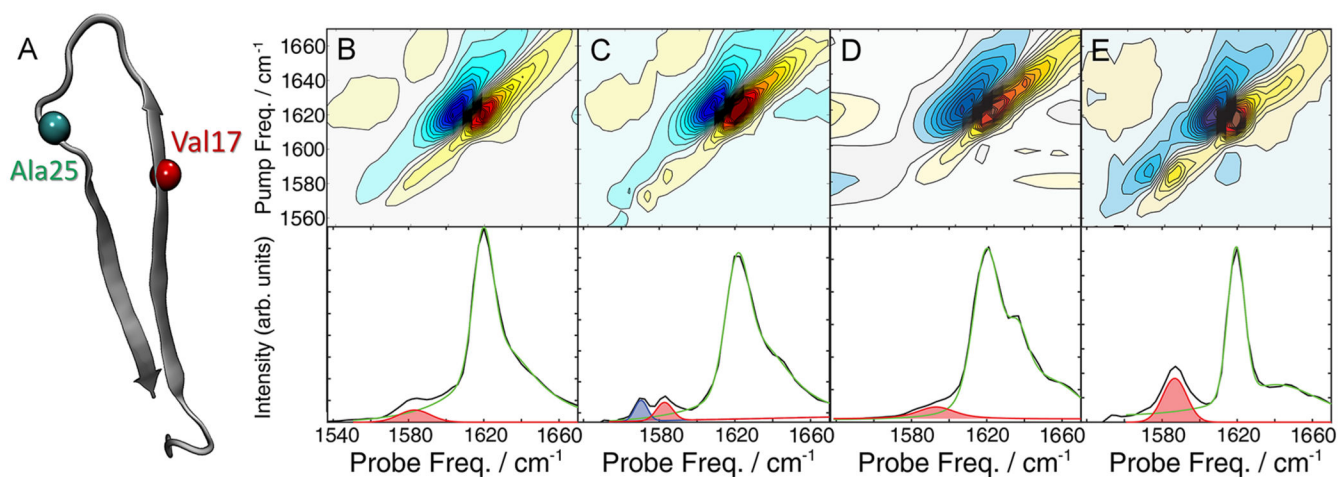 A
Ala25
Val17
B
C
D
E
Pump Freq. / cm⁻¹
1660
1640
1620
1600
1580
1560
Intensity (arb. units)
1540 1580 1620 1660
1580 1620 1660
1580 1620 1660
1580 1620 1660
Probe Freq. / cm⁻¹
Probe Freq. / cm⁻¹
Probe Freq. / cm⁻¹
Probe Freq. / cm⁻¹